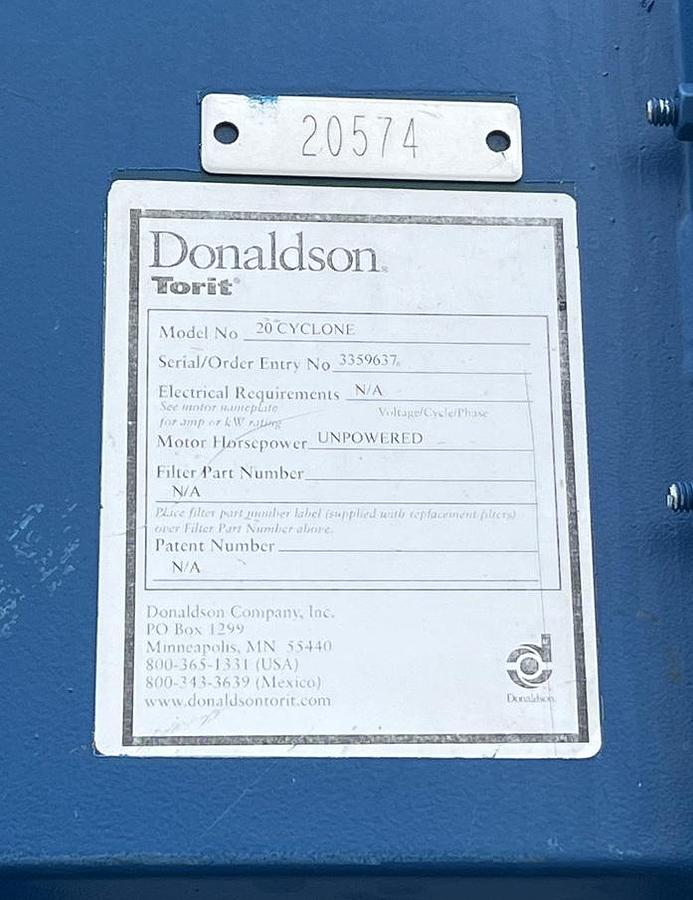 20574
Donaldson®
Torit®
Model No 20 CYCLONE
Serial/Order Entry No 3359637
Electrical Requirements N/A
See motor nameplate Voltage/Cycle/Phase
for amp or kW rating
Motor Horsepower UNPOWERED
Filter Part Number
N/A
Place filter part number label (supplied with replacement filters)
over Filter Part Number above.
Patent Number
N/A
Donaldson Company, Inc.
PO Box 1299
Minneapolis, MN 55440
800-365-1331 (USA)
800-343-3639 (Mexico)
www.donaldsontorit.com
Donaldson.